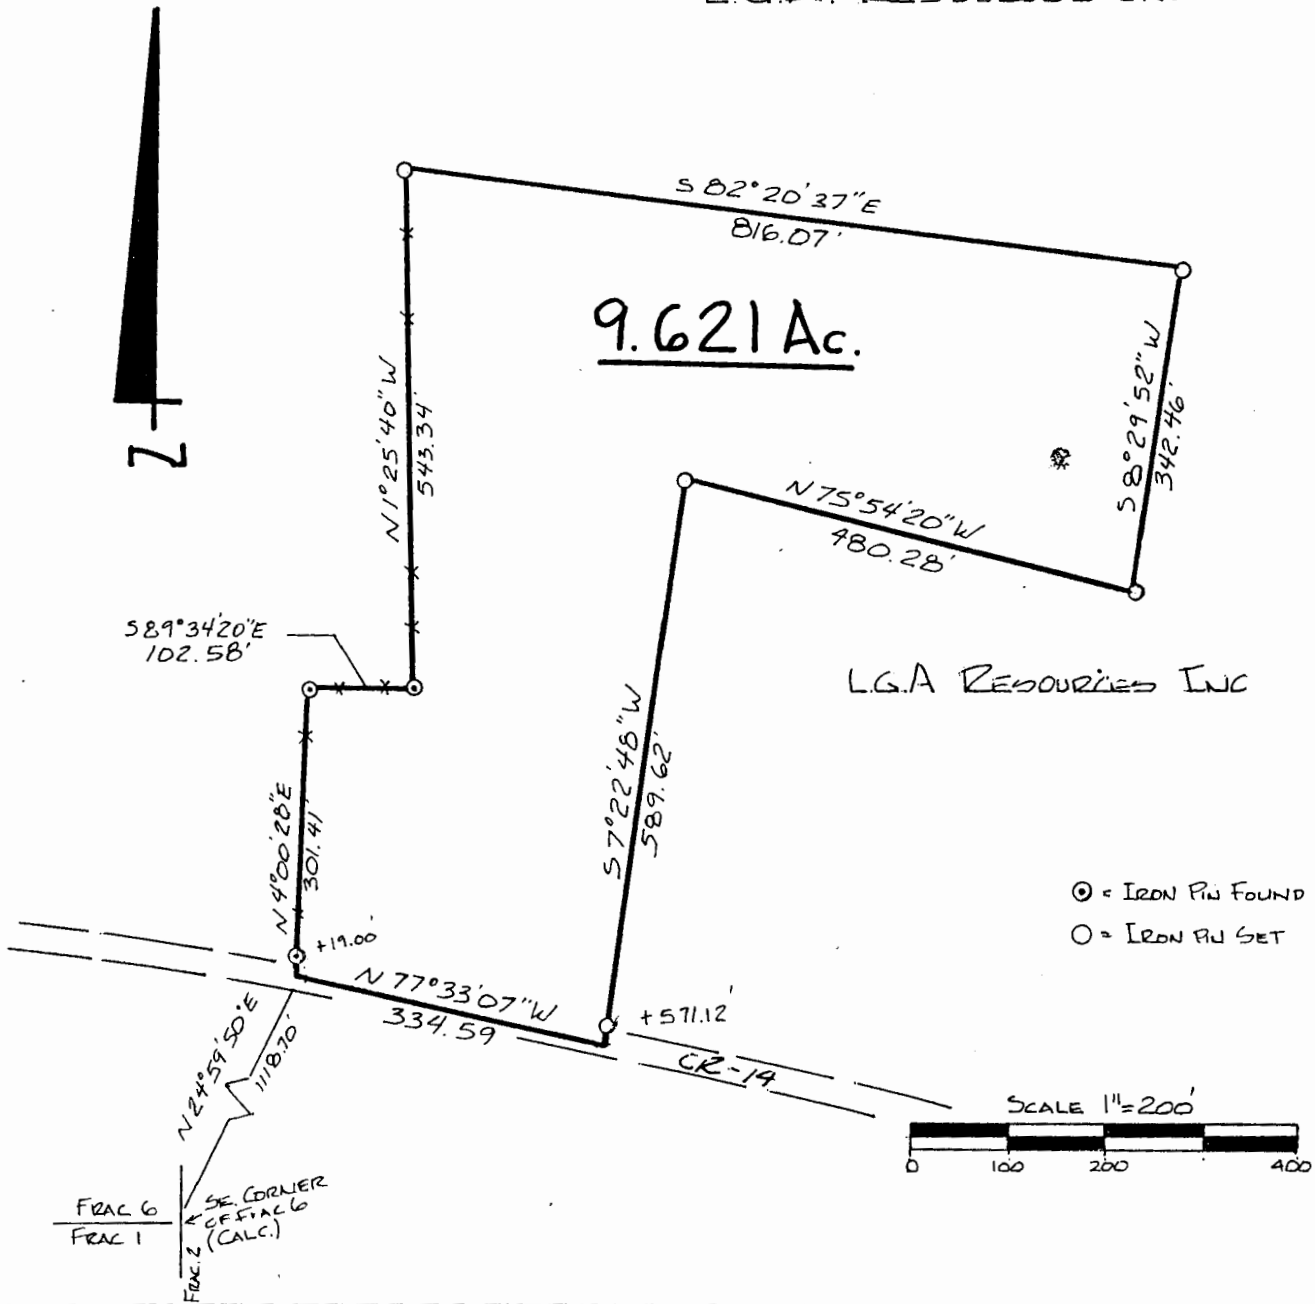 S 82°20'37"E
816.07'
9.621 Ac.
N 1°25'40" W
543.34'
S 8°29'52" W
342.46'
N 75°54'20" W
480.28'
S89°34'20"E
102.58'
L.G.A RESOURCES INC
S 7°22'48" W
589.62'
N 4°00'28"E
301.41'
⊙ = IRON PIN FOUND
○ = IRON PIN SET
+19.00'
N 77°33'07" W
334.59
+571.12'
CR-14
N 24°59'50"E
1118.70'
SCALE 1"=200'
0 100 200 400
FRAC 6
FRAC 1
FRAC. 2
SE. CORNER
OF FRAC 6
(CALC.)
N